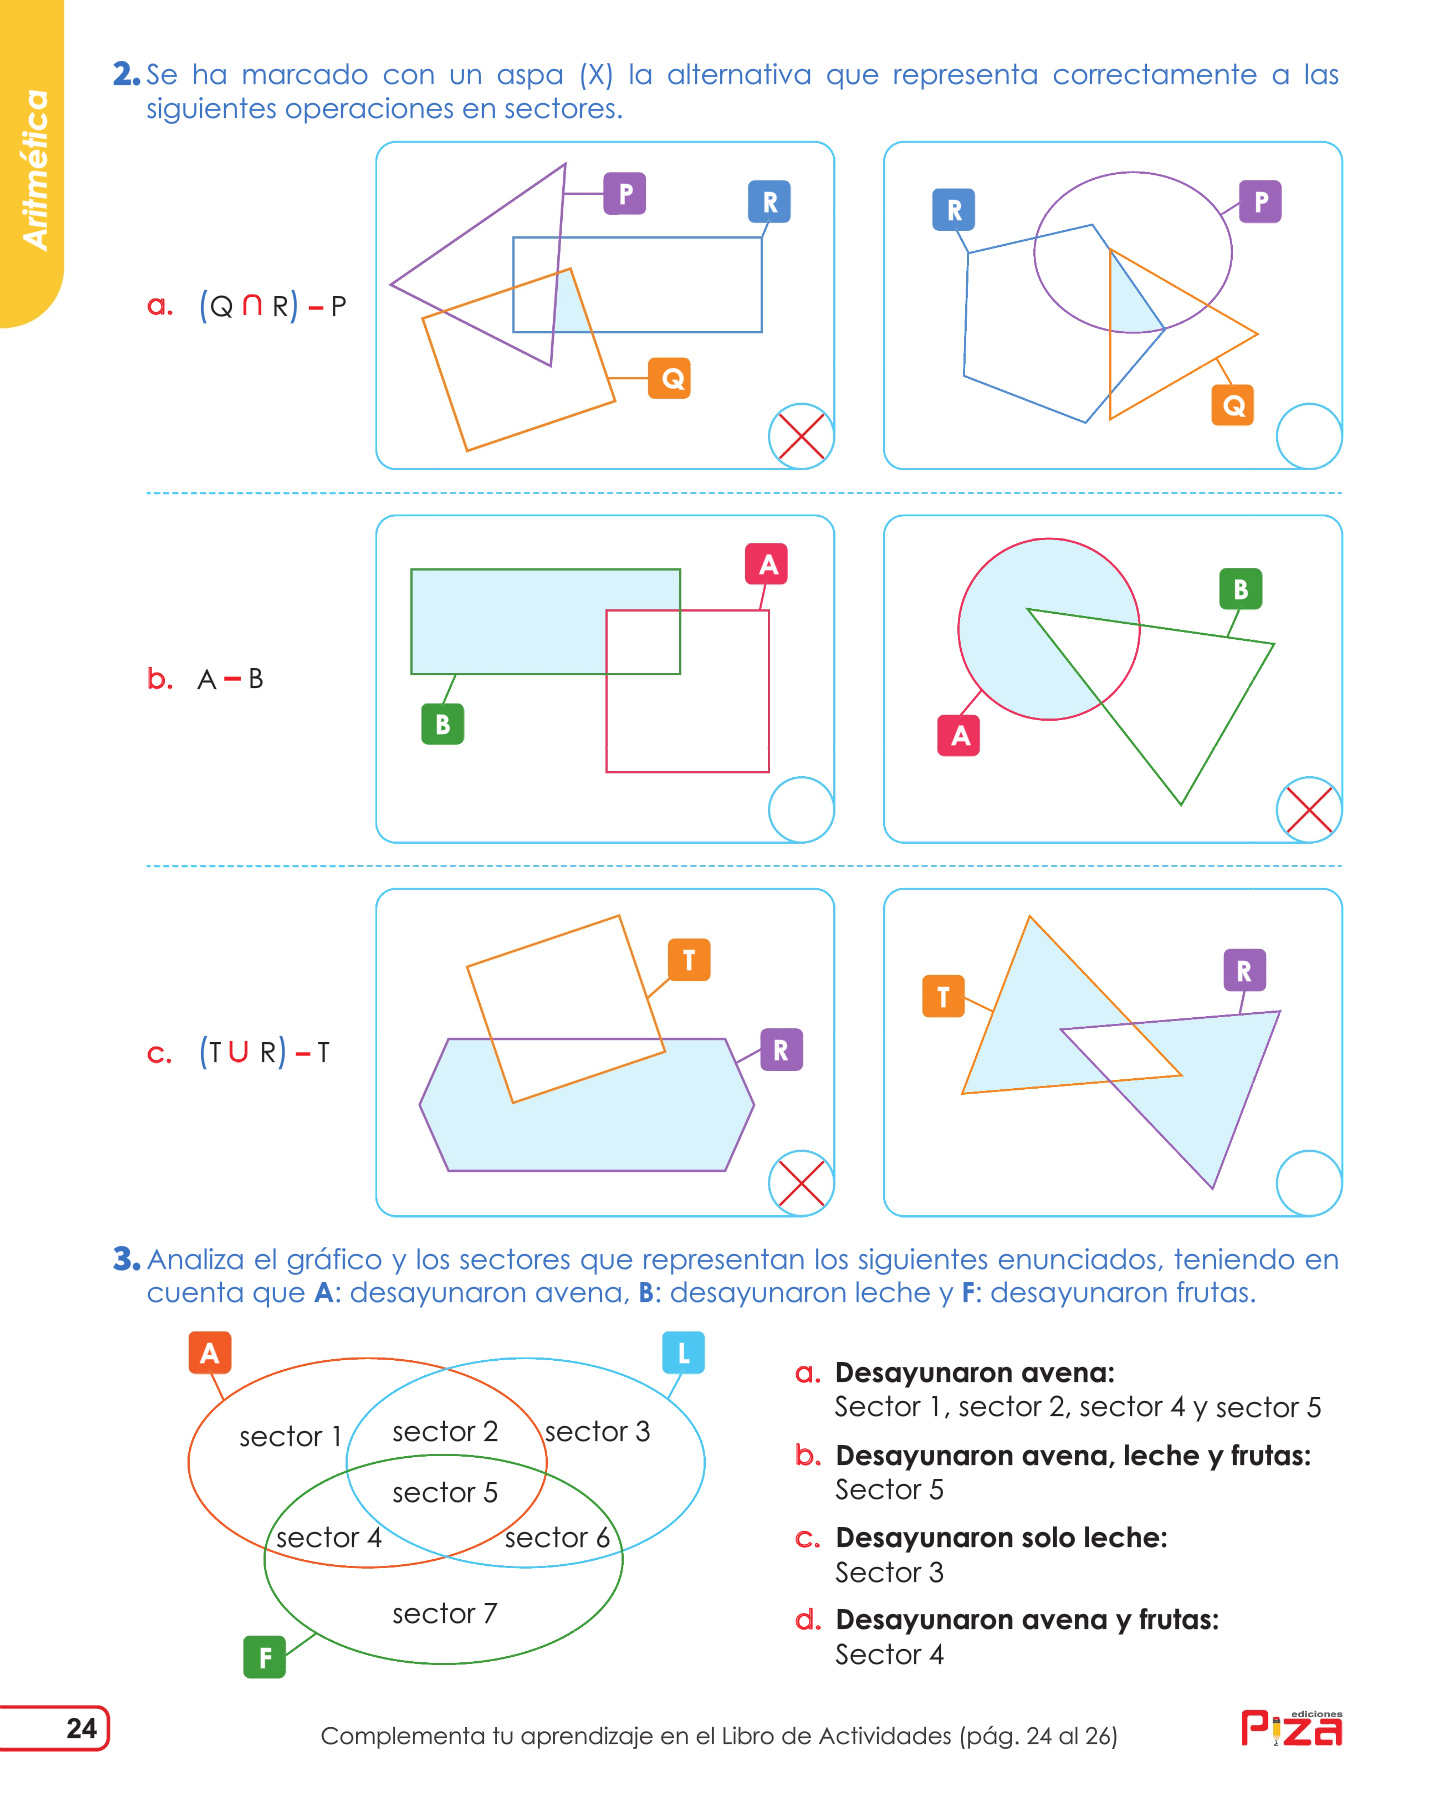 Aritmética
2. Se ha marcado con un aspa (X) la alternativa que representa correctamente a las
siguientes operaciones en sectores.
a. (Q ∩ R) – P
P
R
Q
R
P
Q
b. A – B
A
B
B
A
c. (T ∪ R) – T
T
R
T
R
3. Analiza el gráfico y los sectores que representan los siguientes enunciados, teniendo en
cuenta que A: desayunaron avena, B: desayunaron leche y F: desayunaron frutas.
A
L
sector 1
sector 2
sector 3
sector 5
sector 4
sector 6
sector 7
F
a. Desayunaron avena:
Sector 1, sector 2, sector 4 y sector 5
b. Desayunaron avena, leche y frutas:
Sector 5
c. Desayunaron solo leche:
Sector 3
d. Desayunaron avena y frutas:
Sector 4
24
Complementa tu aprendizaje en el Libro de Actividades (pág. 24 al 26)
ediciones
Piza